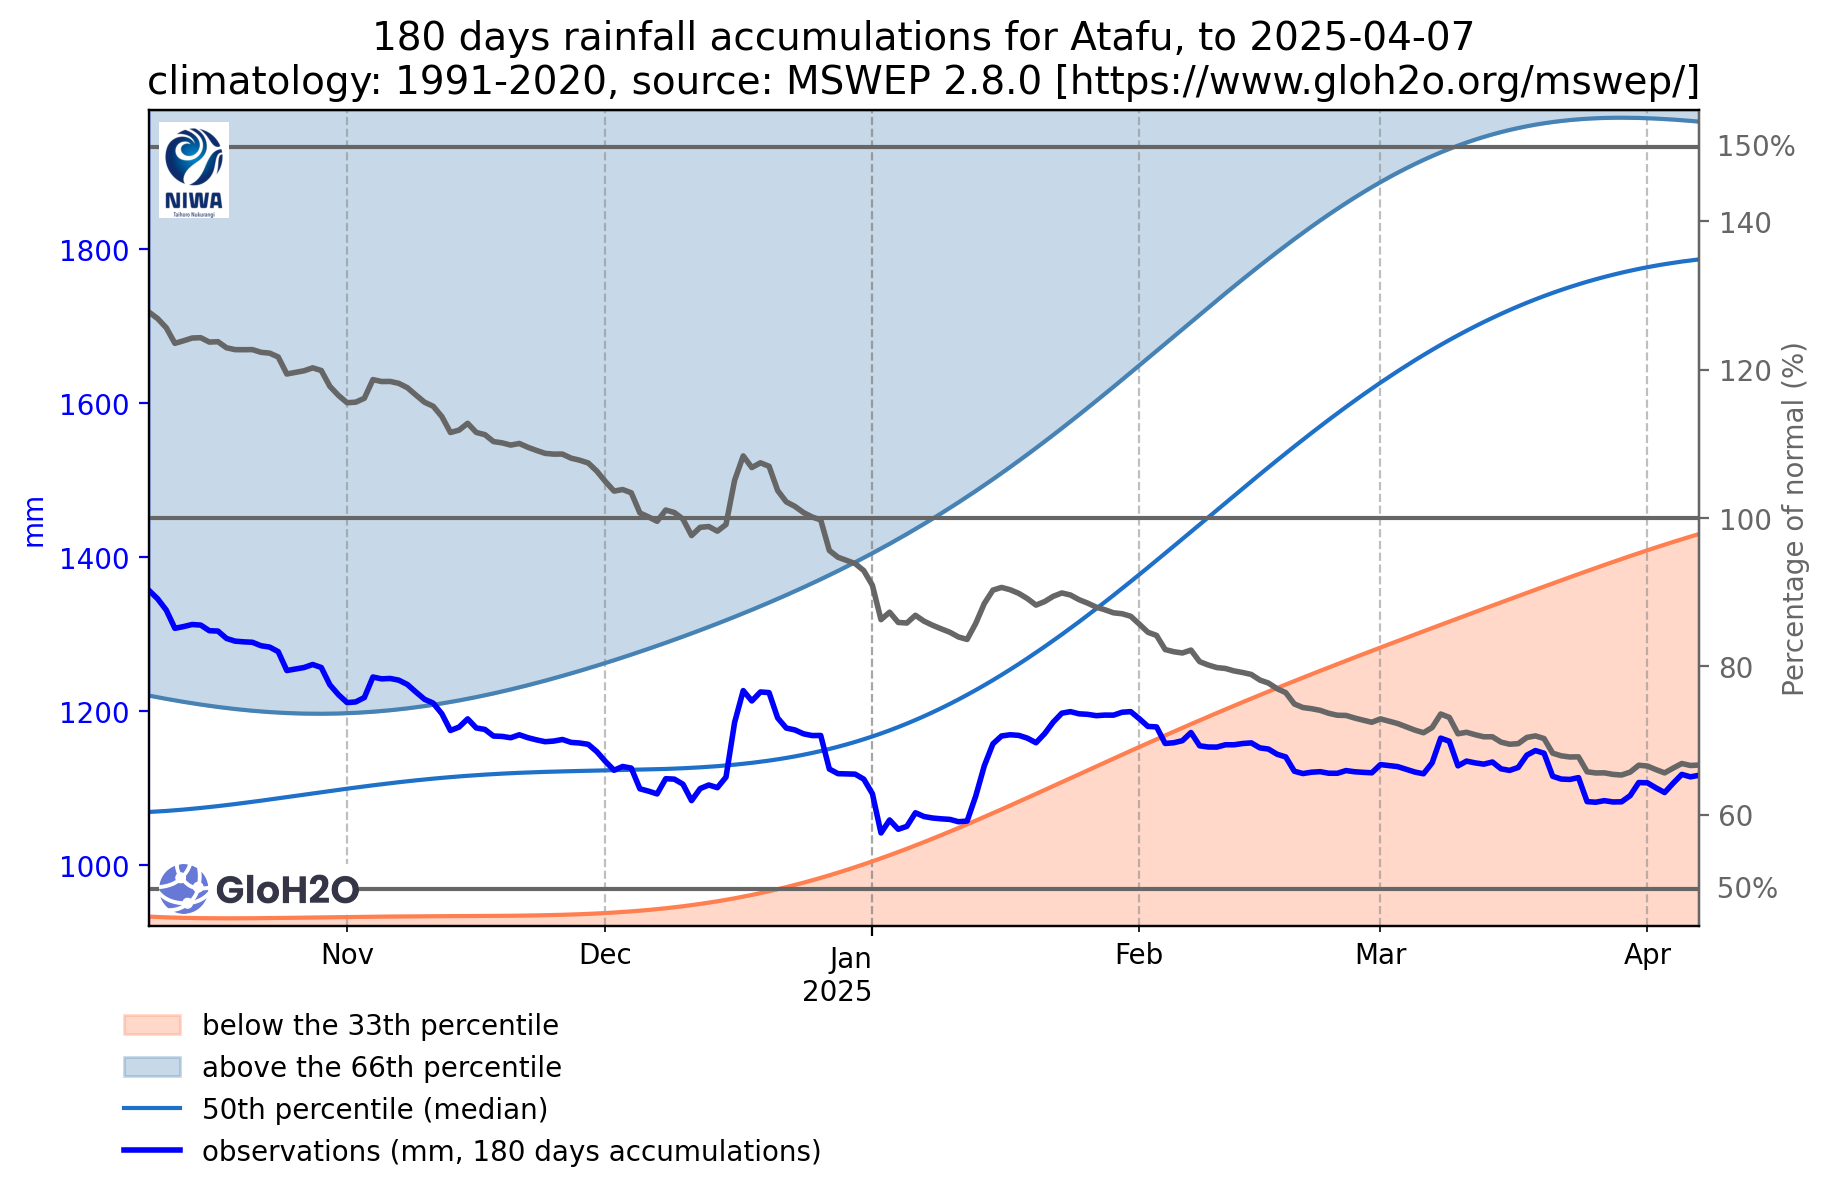 180 days rainfall accumulations for Atafu, to 2025-04-07
climatology: 1991-2020, source: MSWEP 2.8.0 [https://www.gloh2o.org/mswep/]
NIWA
Taihoro Nukurangi
1800
1600
1400
1200
1000
mm
150%
140
120
100
80
60
50%
Percentage of normal (%)
GloH2O
Nov
Dec
Jan
2025
Feb
Mar
Apr
below the 33th percentile
above the 66th percentile
50th percentile (median)
observations (mm, 180 days accumulations)